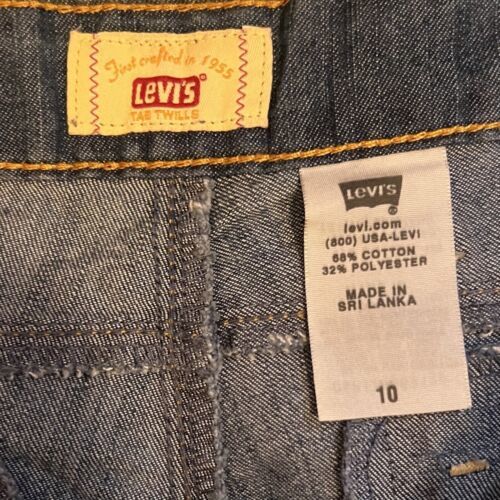 First crafted in 1955
LEVI'S®
TAB TWILLS
LEVI'S
®
levi.com
(800) USA-LEVI
68% COTTON
32% POLYESTER
MADE IN
SRI LANKA
10